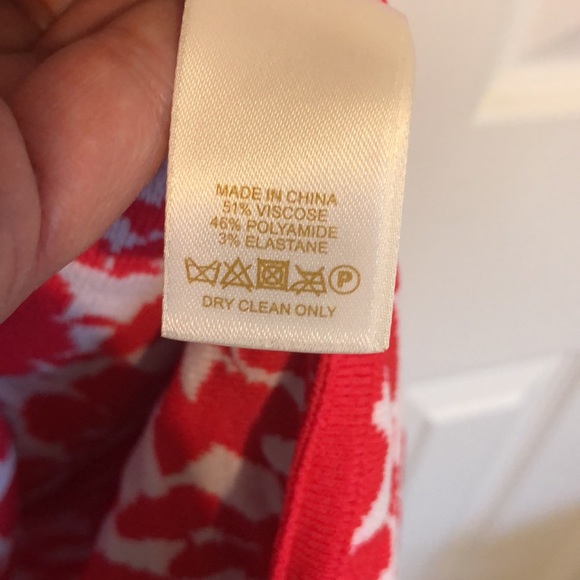 MADE IN CHINA
51% VISCOSE
46% POLYAMIDE
3% ELASTANE
P
DRY CLEAN ONLY